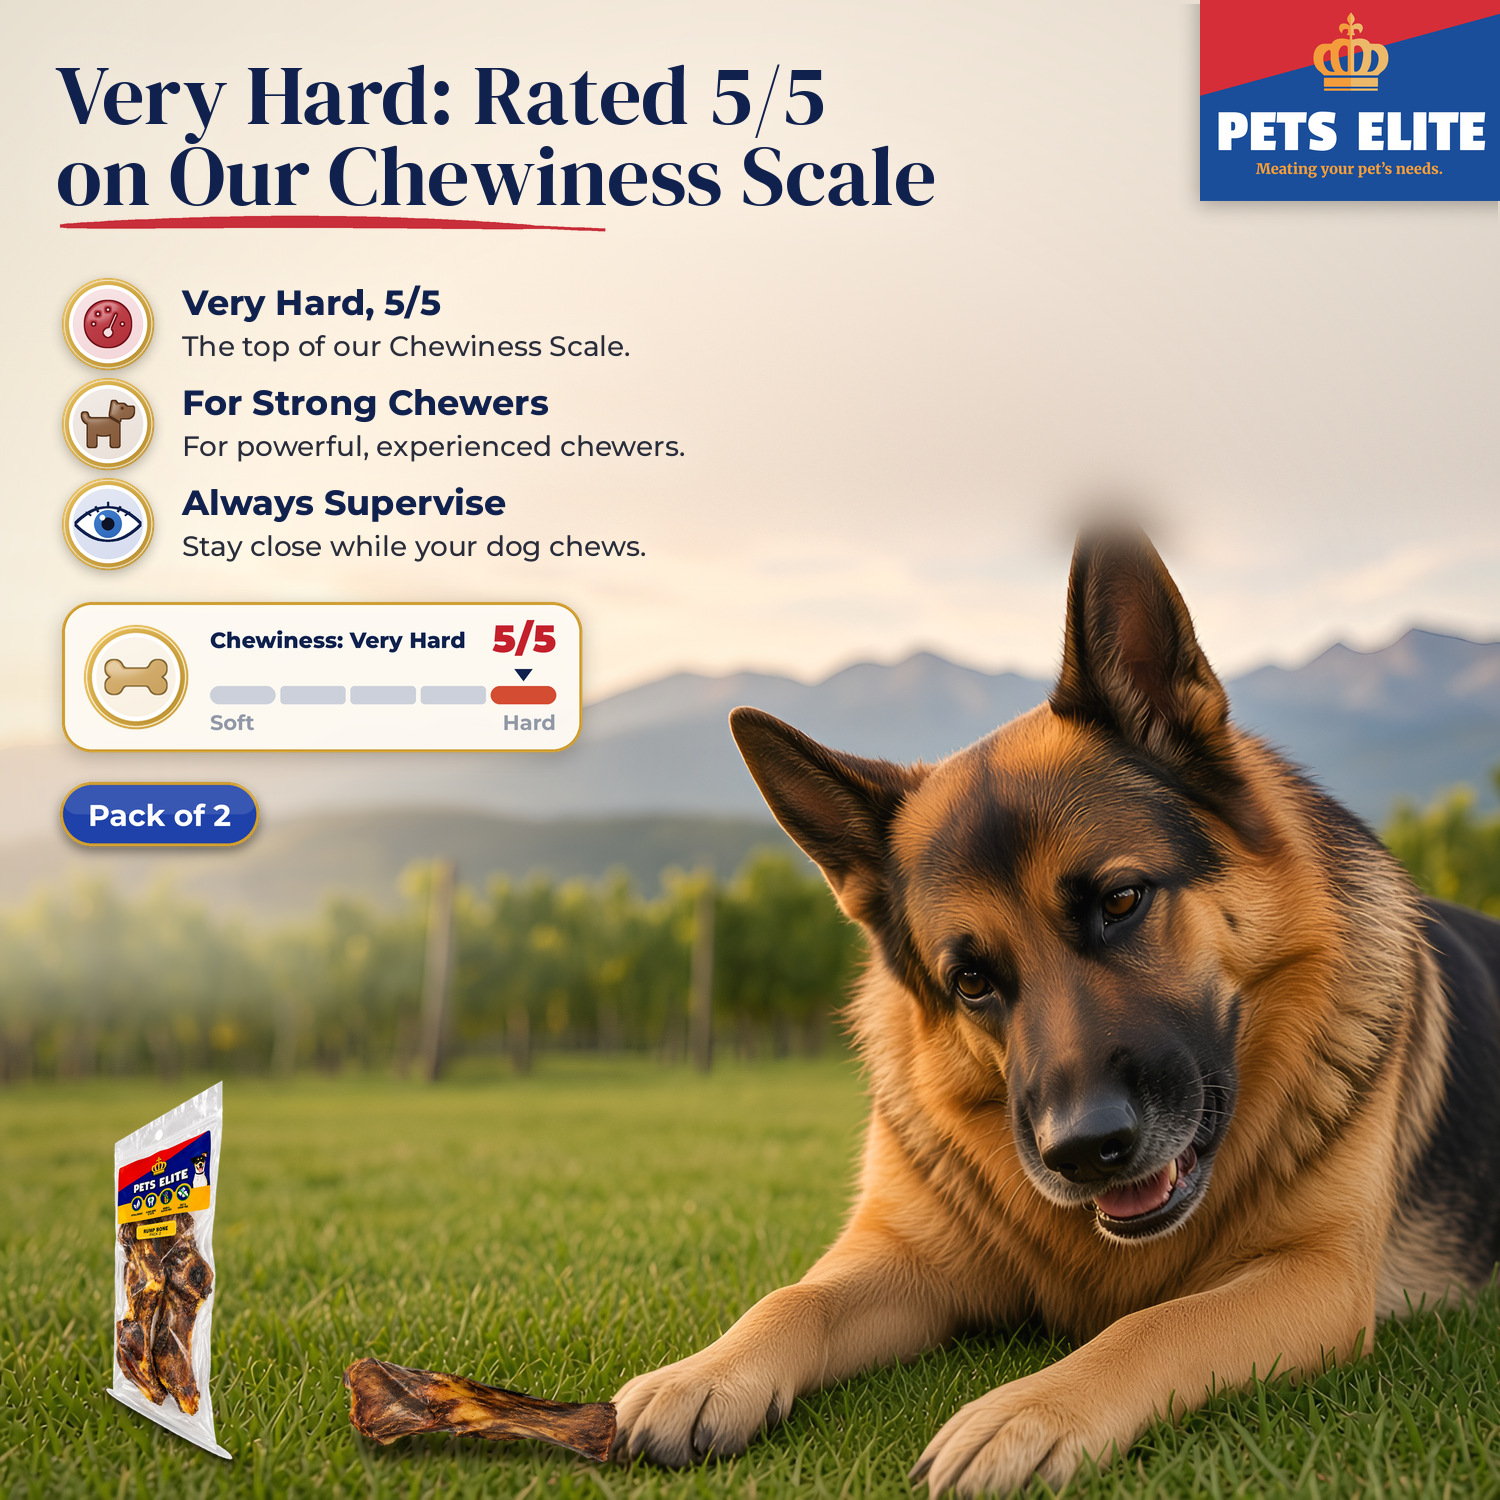 Very Hard: Rated 5/5
on Our Chewiness Scale
PETS ELITE
Meating your pet's needs.
Very Hard, 5/5
The top of our Chewiness Scale.
For Strong Chewers
For powerful, experienced chewers.
Always Supervise
Stay close while your dog chews.
Chewiness: Very Hard 5/5
Soft Hard
Pack of 2
PETS ELITE
RUMP BONE